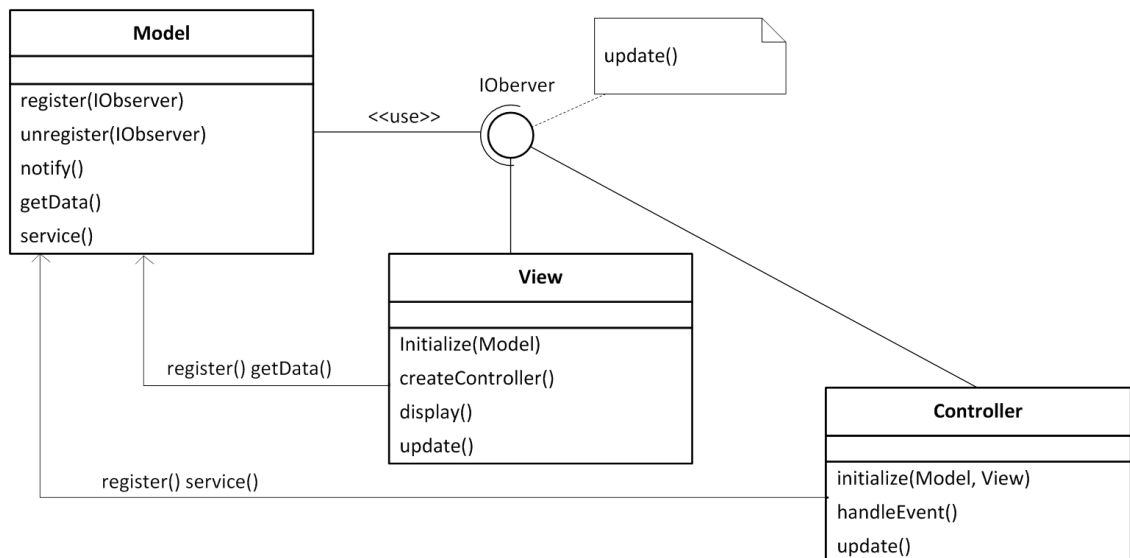 Model
register(IObserver)
unregister(IObserver)
notify()
getData()
service()
<<use>>
IOberver
update()
View
Initialize(Model)
createController()
display()
update()
register() getData()
Controller
initialize(Model, View)
handleEvent()
update()
register() service()